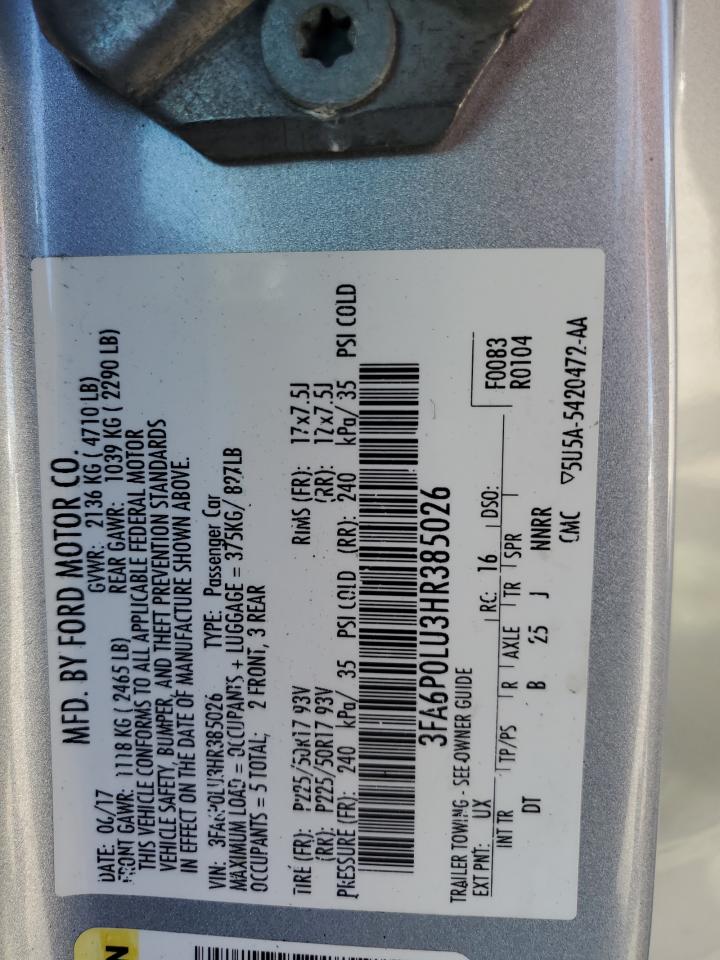 MFD. BY FORD MOTOR CO.
DATE: 06/17 GVWR: 2136 KG ( 4710 LB)
FRONT GAWR: 1118 KG ( 2465 LB) REAR GAWR: 1039 KG ( 2290 LB)
THIS VEHICLE CONFORMS TO ALL APPLICABLE FEDERAL MOTOR
VEHICLE SAFETY, BUMPER, AND THEFT PREVENTION STANDARDS
IN EFFECT ON THE DATE OF MANUFACTURE SHOWN ABOVE.
VIN: 3FA6P0LU3HR385026 TYPE: Passenger Car
MAXIMUM LOAD = OCCUPANTS + LUGGAGE = 375KG/ 827LB
OCCUPANTS = 5 TOTAL; 2 FRONT, 3 REAR
TIRE (FR): P225/50R17 93V RIMS (FR): 17x7.5J
(RR): P225/50R17 93V (RR): 17x7.5J
PRESSURE (FR): 240 kPa/ 35 PSI COLD (RR): 240 kPa/ 35 PSI COLD
3FA6P0LU3HR385026
TRAILER TOWING - SEE OWNER GUIDE
F0083
EXT PNT: UX RC: 16 DSO: R0104
INT TR TP/PS R AXLE TR SPR
DT B 25 J NNRR
CMC ▽5U5A-5420472-AA
N